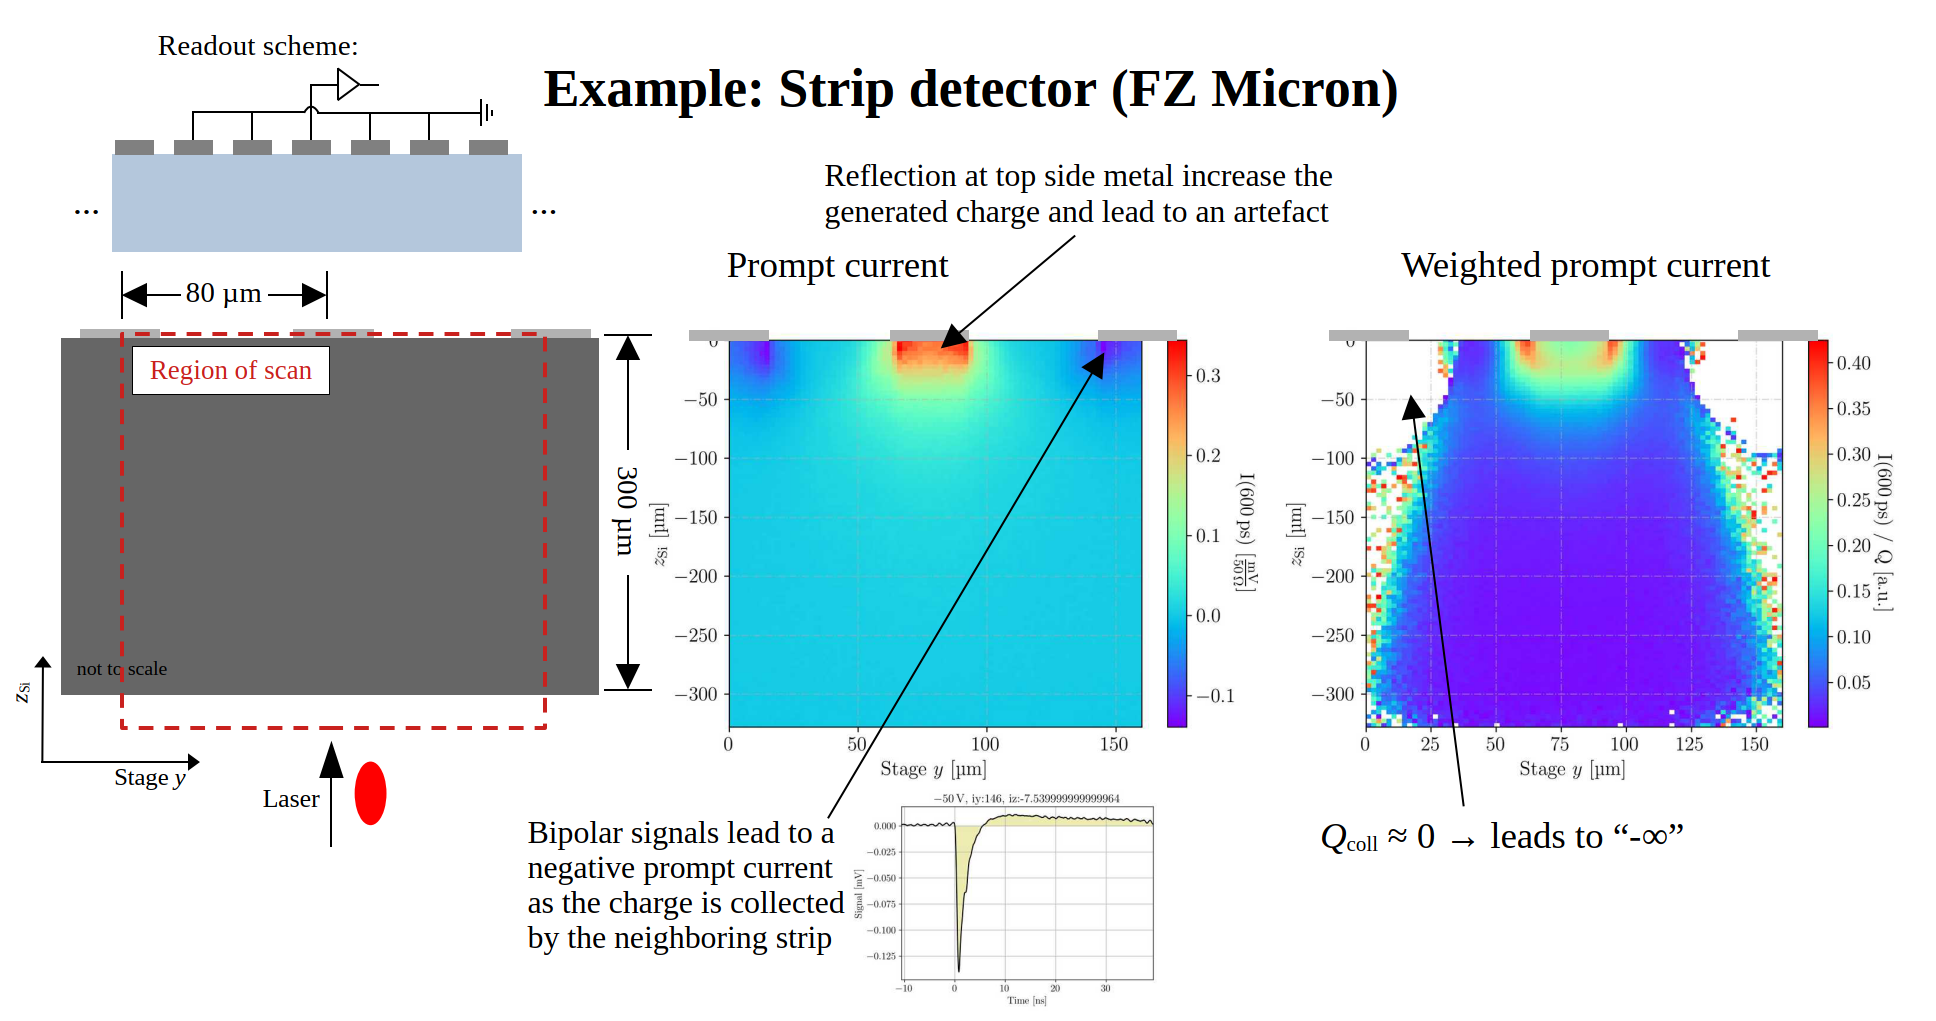 Readout scheme:
Example: Strip detector (FZ Micron)
...
...
80 µm
Region of scan
300 µm
not to scale
zSi
Stage y
Laser
Reflection at top side metal increase the
generated charge and lead to an artefact
Prompt current
0
−50
−100
−150
−200
−250
−300
zSi [µm]
0
50
100
150
Stage y [µm]
0.3
0.2
0.1
0.0
−0.1
I(600 ps) [mV/50 Ω]
Weighted prompt current
0
−50
−100
−150
−200
−250
−300
zSi [µm]
0
25
50
75
100
125
150
Stage y [µm]
0.40
0.35
0.30
0.25
0.20
0.15
0.10
0.05
I(600 ps) / Q [a.u.]
Bipolar signals lead to a
negative prompt current
as the charge is collected
by the neighboring strip
−50 V, iy:146, iz:-7.539999999999964
0.000
−0.025
−0.050
−0.075
−0.100
−0.125
Signal [mV]
−10
0
10
20
30
Time [ns]
Qcoll ≈ 0 → leads to “-∞”